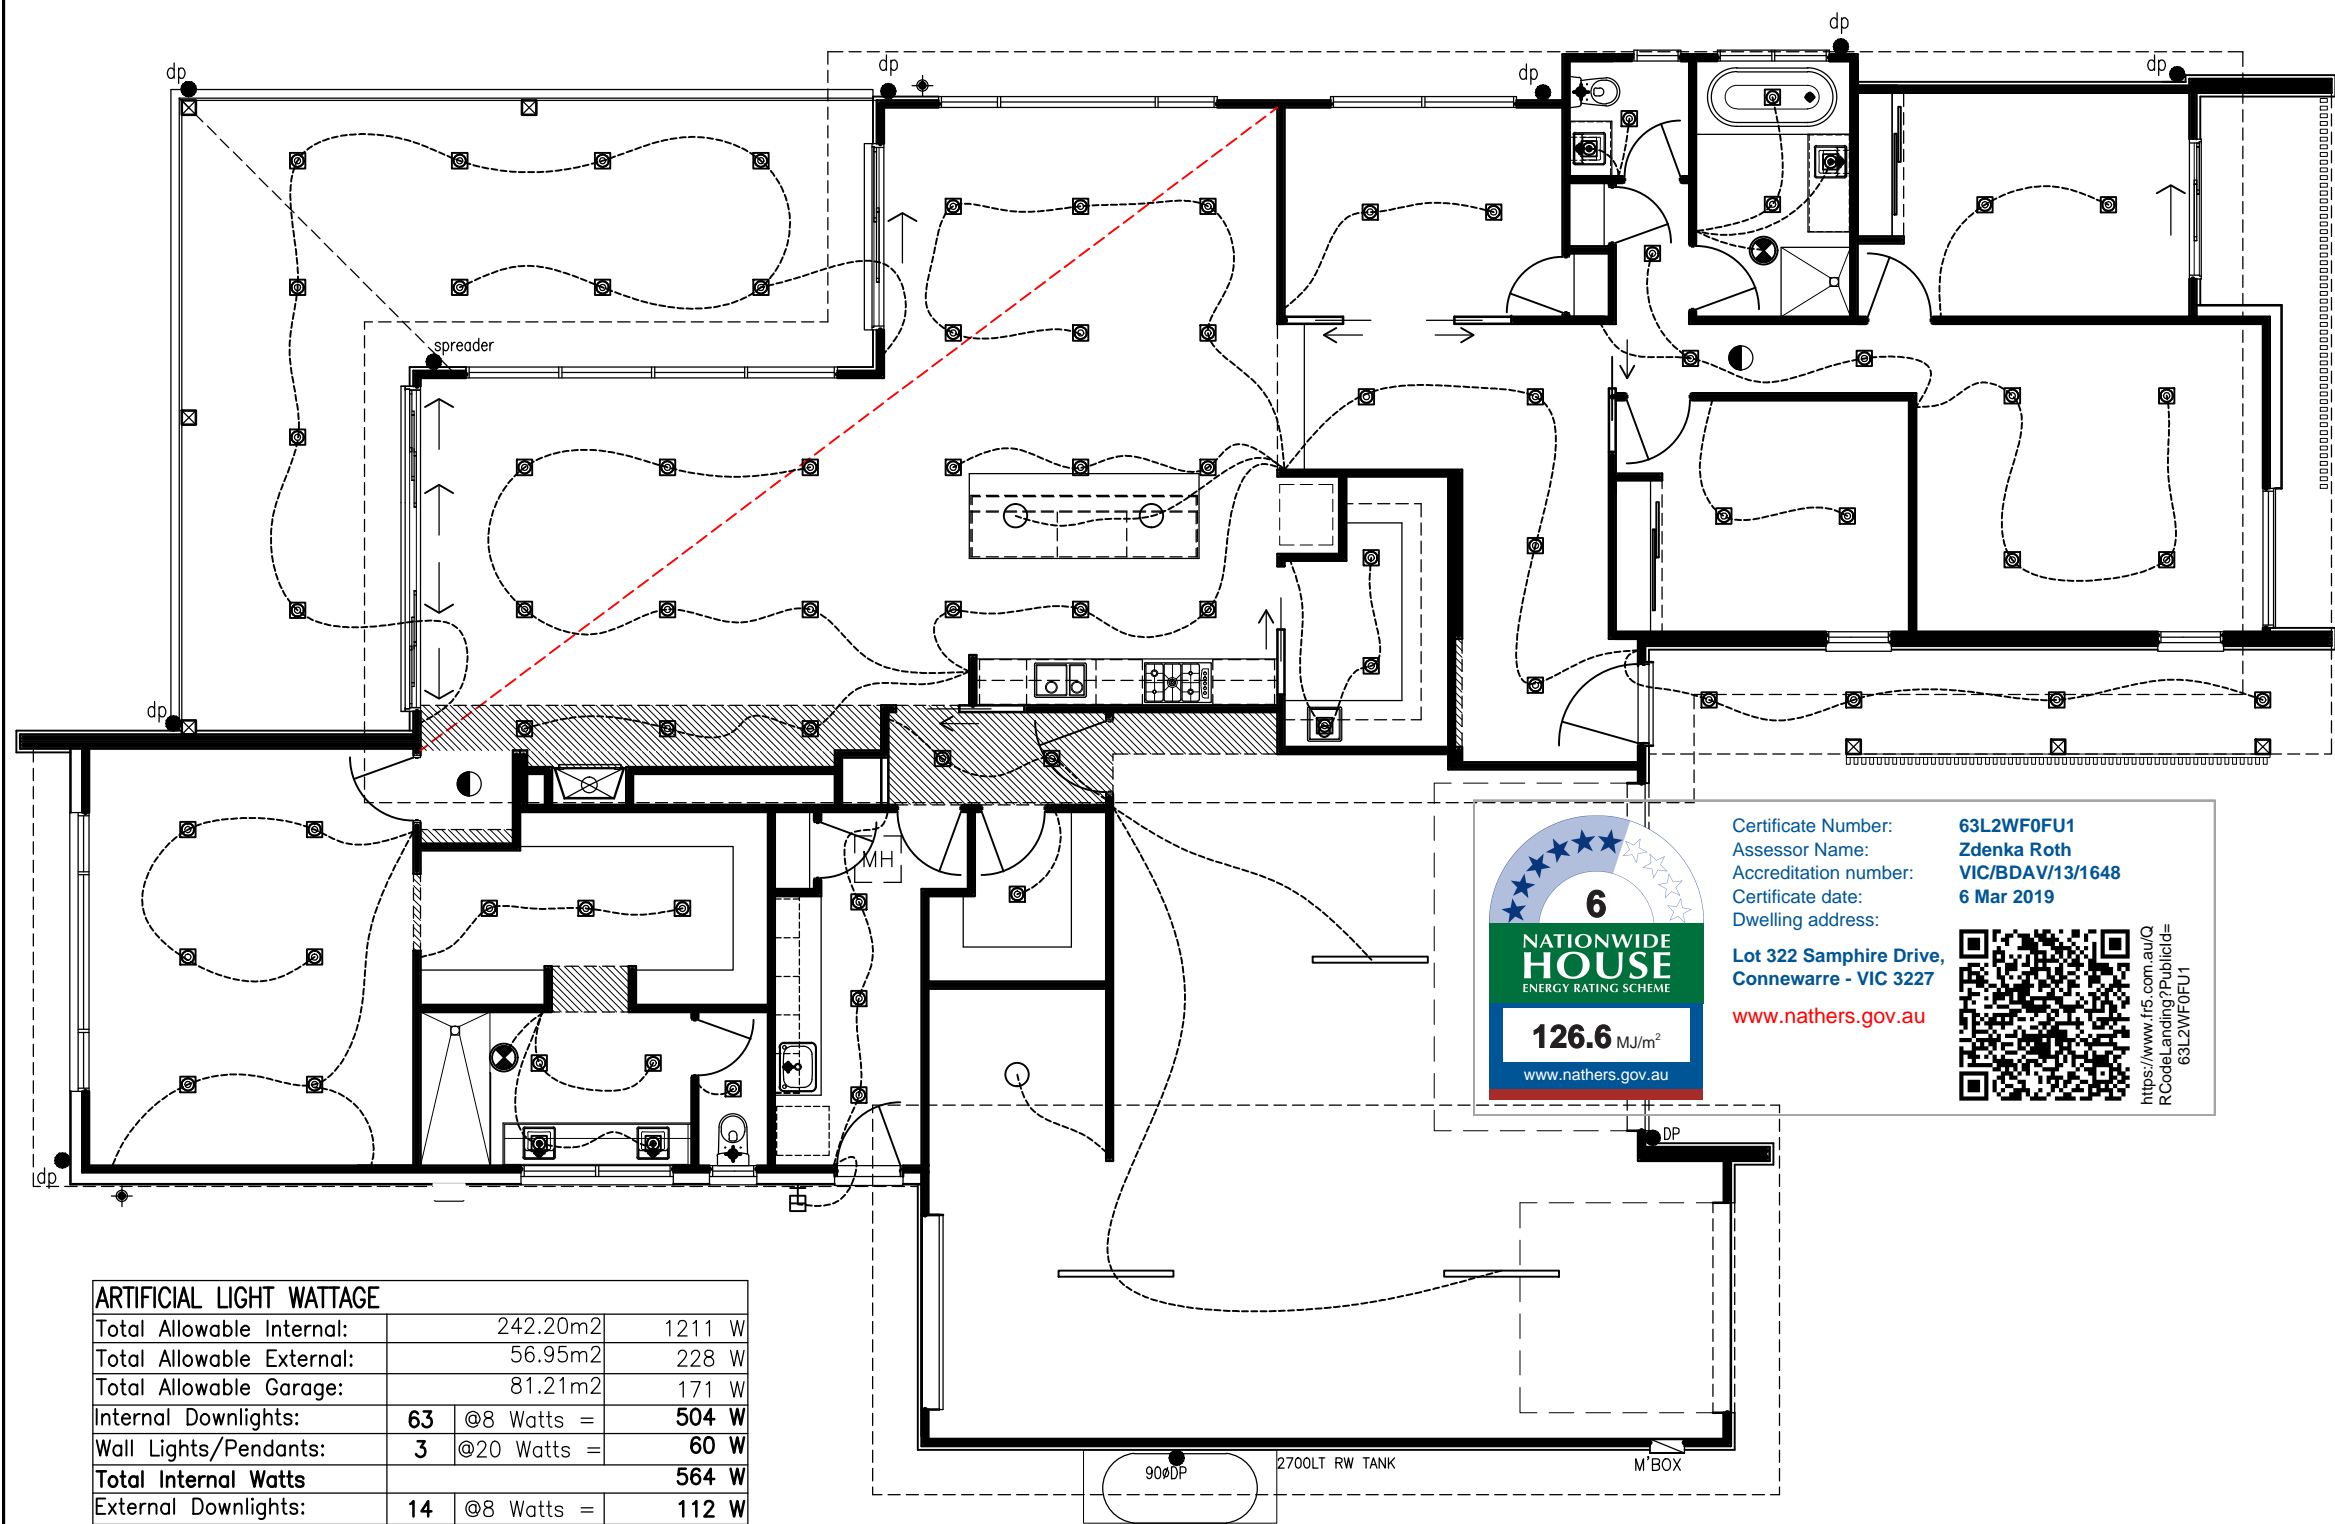 dp
dp
dp
dp
dp
spreader
dp
MH
Certificate Number: 63L2WF0FU1
Assessor Name: Zdenka Roth
Accreditation number: VIC/BDAV/13/1648
Certificate date: 6 Mar 2019
Dwelling address:
Lot 322 Samphire Drive,
Connewarre - VIC 3227
www.nathers.gov.au
6
NATIONWIDE
HOUSE
ENERGY RATING SCHEME
126.6 MJ/m²
www.nathers.gov.au
https://www.fr5.com.au/Q
RCodeLanding?PublicId=
63L2WF0FU1
DP
dp
ARTIFICIAL LIGHT WATTAGE
Total Allowable Internal: 242.20m2 1211 W
Total Allowable External: 56.95m2 228 W
Total Allowable Garage: 81.21m2 171 W
Internal Downlights: 63 @8 Watts = 504 W
Wall Lights/Pendants: 3 @20 Watts = 60 W
Total Internal Watts 564 W
External Downlights: 14 @8 Watts = 112 W
90øDP
2700LT RW TANK
M'BOX